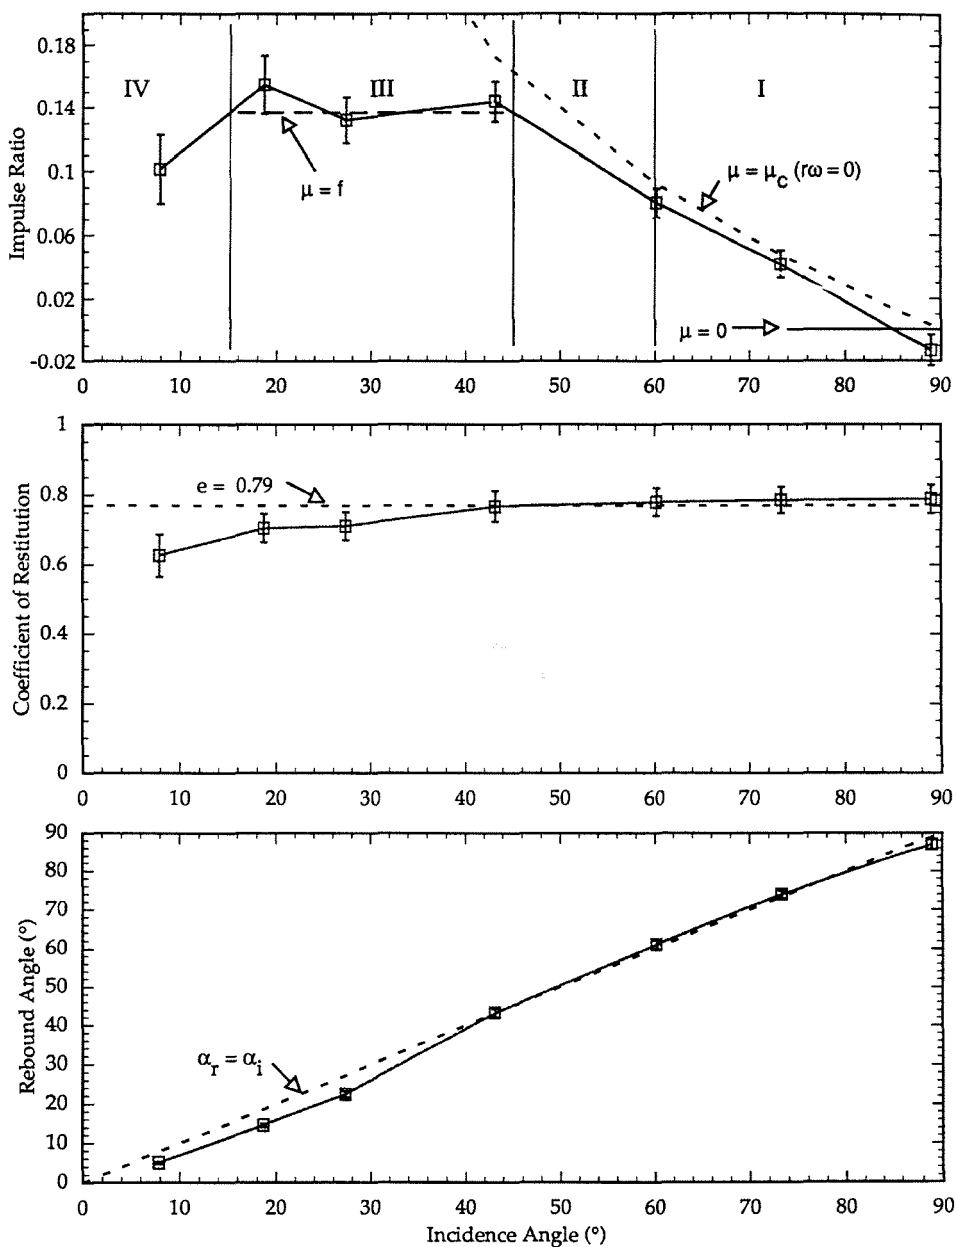 Impulse Ratio
0.18
0.14
0.1
0.06
0.02
-0.02
IV
III
II
I
μ = f
μ = μc (rω = 0)
μ = 0
0 10 20 30 40 50 60 70 80 90
Coefficient of Restitution
1
0.8
0.6
0.4
0.2
0
e = 0.79
0 10 20 30 40 50 60 70 80 90
Rebound Angle (°)
90
80
70
60
50
40
30
20
10
0
αr = αi
0 10 20 30 40 50 60 70 80 90
Incidence Angle (°)